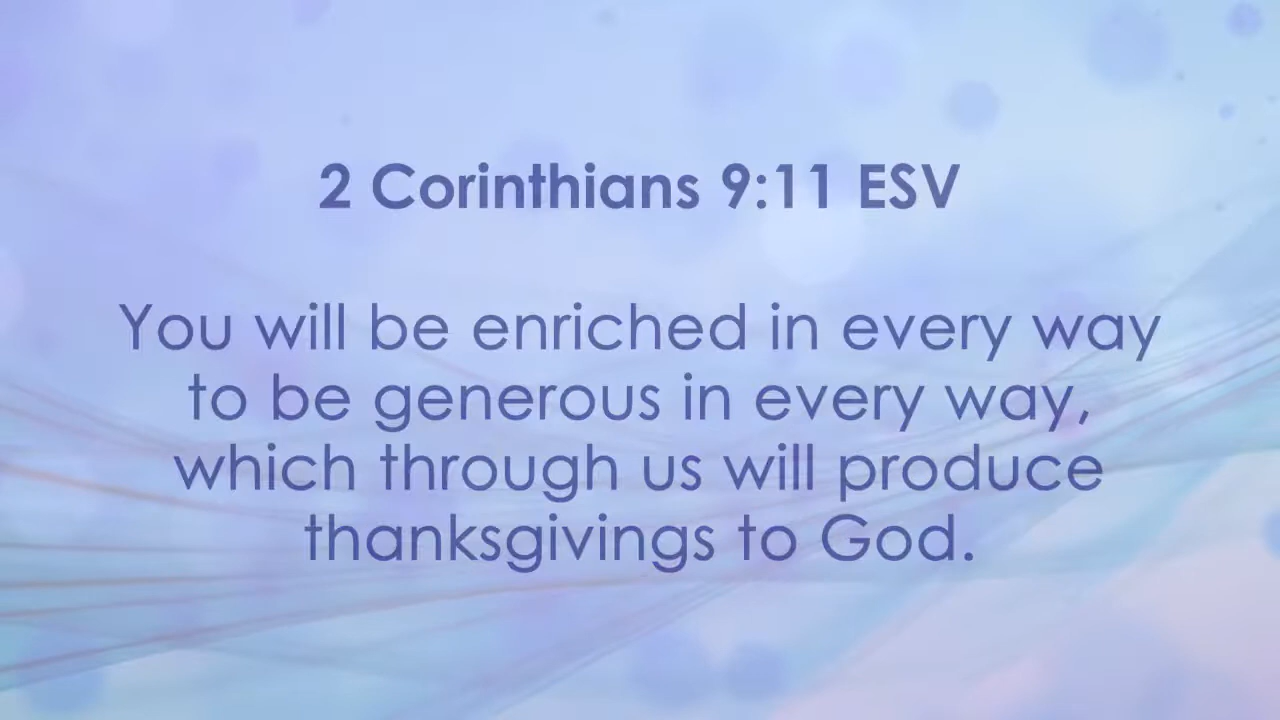 2 Corinthians 9:11 ESV
You will be enriched in every way
to be generous in every way,
which through us will produce
thanksgivings to God.